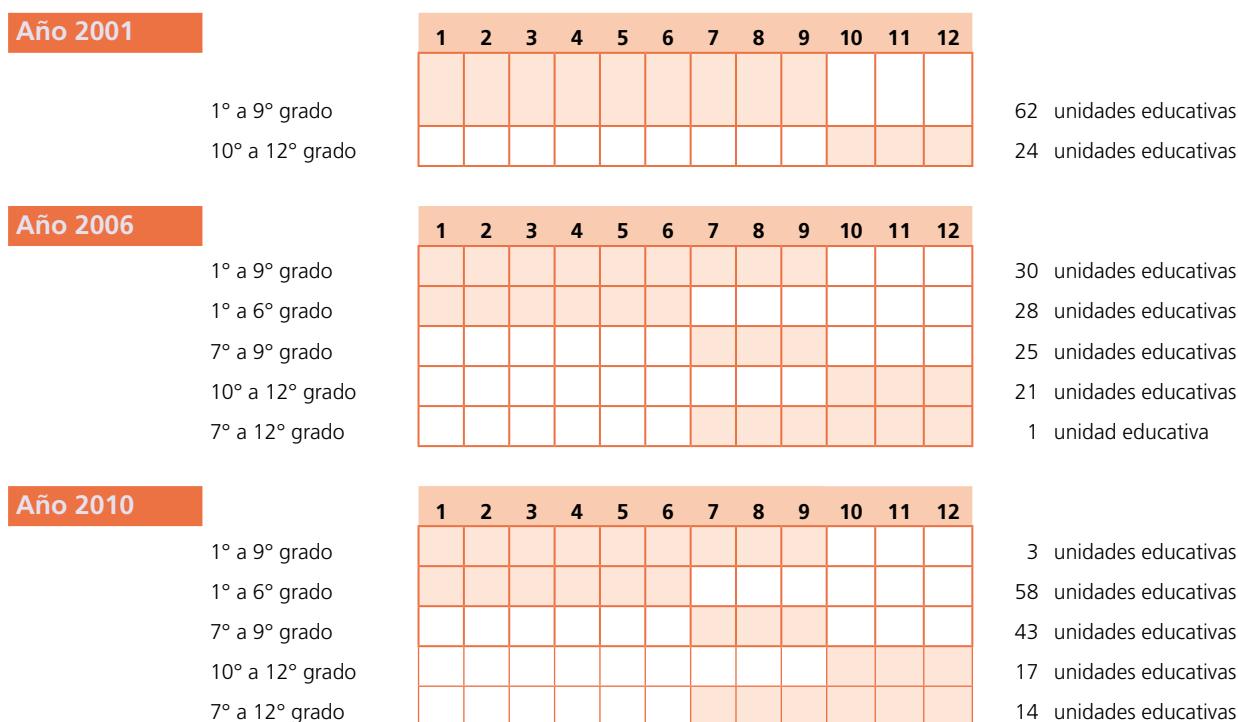 Año 2001
1 2 3 4 5 6 7 8 9 10 11 12
1° a 9° grado 62 unidades educativas
10° a 12° grado 24 unidades educativas
Año 2006
1 2 3 4 5 6 7 8 9 10 11 12
1° a 9° grado 30 unidades educativas
1° a 6° grado 28 unidades educativas
7° a 9° grado 25 unidades educativas
10° a 12° grado 21 unidades educativas
7° a 12° grado 1 unidad educativa
Año 2010
1 2 3 4 5 6 7 8 9 10 11 12
1° a 9° grado 3 unidades educativas
1° a 6° grado 58 unidades educativas
7° a 9° grado 43 unidades educativas
10° a 12° grado 17 unidades educativas
7° a 12° grado 14 unidades educativas